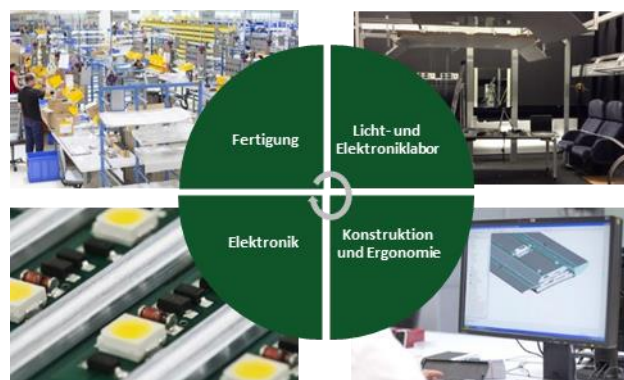 Fertigung
Licht- und
Elektroniklabor
Elektronik
Konstruktion
und Ergonomie